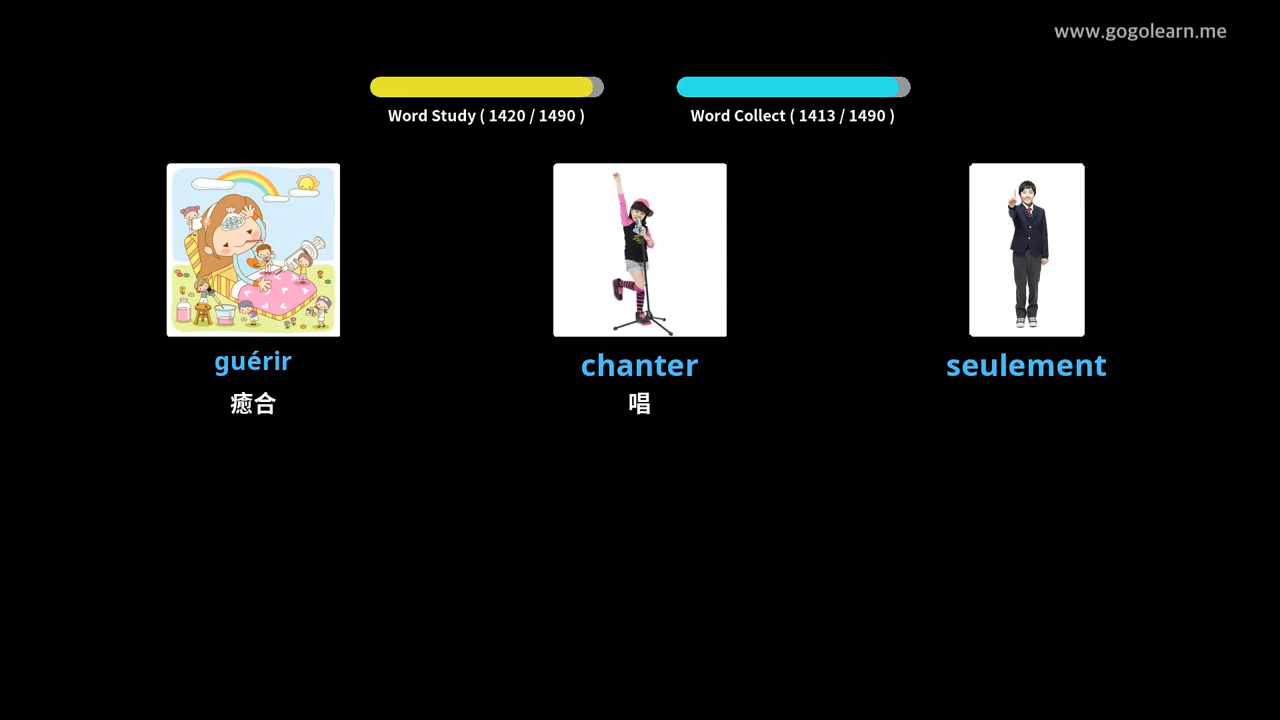 www.gogolearn.me
Word Study ( 1420 / 1490 )
Word Collect ( 1413 / 1490 )
guérir
chanter
seulement
癒合
唱